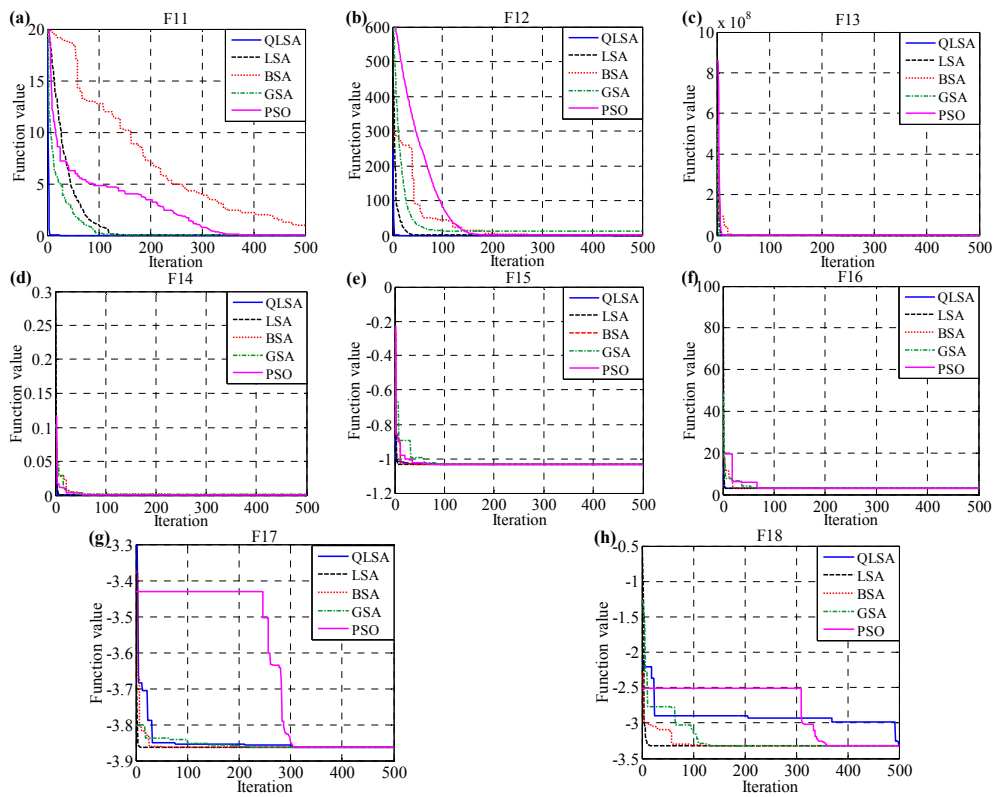 (a) F11
Function value
20
15
10
5
0
0 100 200 300 400 500
Iteration
QLSA
LSA
BSA
GSA
PSO
(b) F12
Function value
600
500
400
300
200
100
0
0 100 200 300 400 500
Iteration
QLSA
LSA
BSA
GSA
PSO
(c) F13
x 10^8
Function value
10
8
6
4
2
0
0 100 200 300 400 500
Iteration
QLSA
LSA
BSA
GSA
PSO
(d) F14
Function value
0.3
0.25
0.2
0.15
0.1
0.05
0
0 100 200 300 400 500
Iteration
QLSA
LSA
BSA
GSA
PSO
(e) F15
Function value
0
-0.2
-0.4
-0.6
-0.8
-1
-1.2
0 100 200 300 400 500
Iteration
QLSA
LSA
BSA
GSA
PSO
(f) F16
Function value
100
80
60
40
20
0
0 100 200 300 400 500
Iteration
QLSA
LSA
BSA
GSA
PSO
(g) F17
Function value
-3.3
-3.4
-3.5
-3.6
-3.7
-3.8
-3.9
0 100 200 300 400 500
Iteration
QLSA
LSA
BSA
GSA
PSO
(h) F18
Function value
-0.5
-1
-1.5
-2
-2.5
-3
-3.5
0 100 200 300 400 500
Iteration
QLSA
LSA
BSA
GSA
PSO